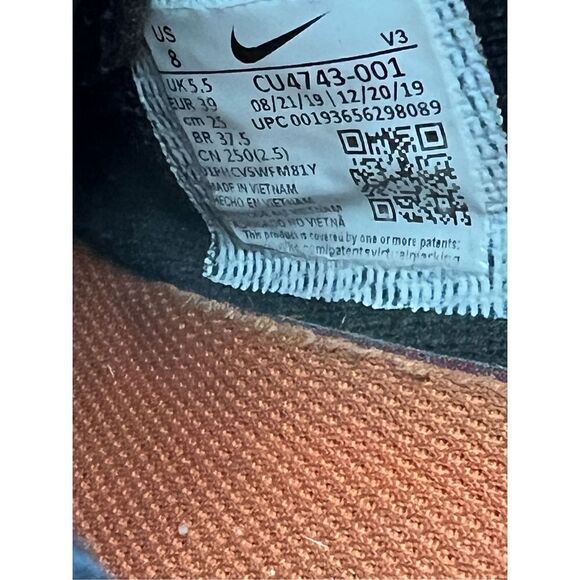 US
8
V3
UK 5.5
CU4743-001
EUR 39
08/21/19 | 12/20/19
cm 25
UPC 00193656298089
BR 37.5
CN 250(2.5)
MADE IN VIETNAM
HECHO EN VIETNAM
VIETNÃ
This product is covered by one or more patents: